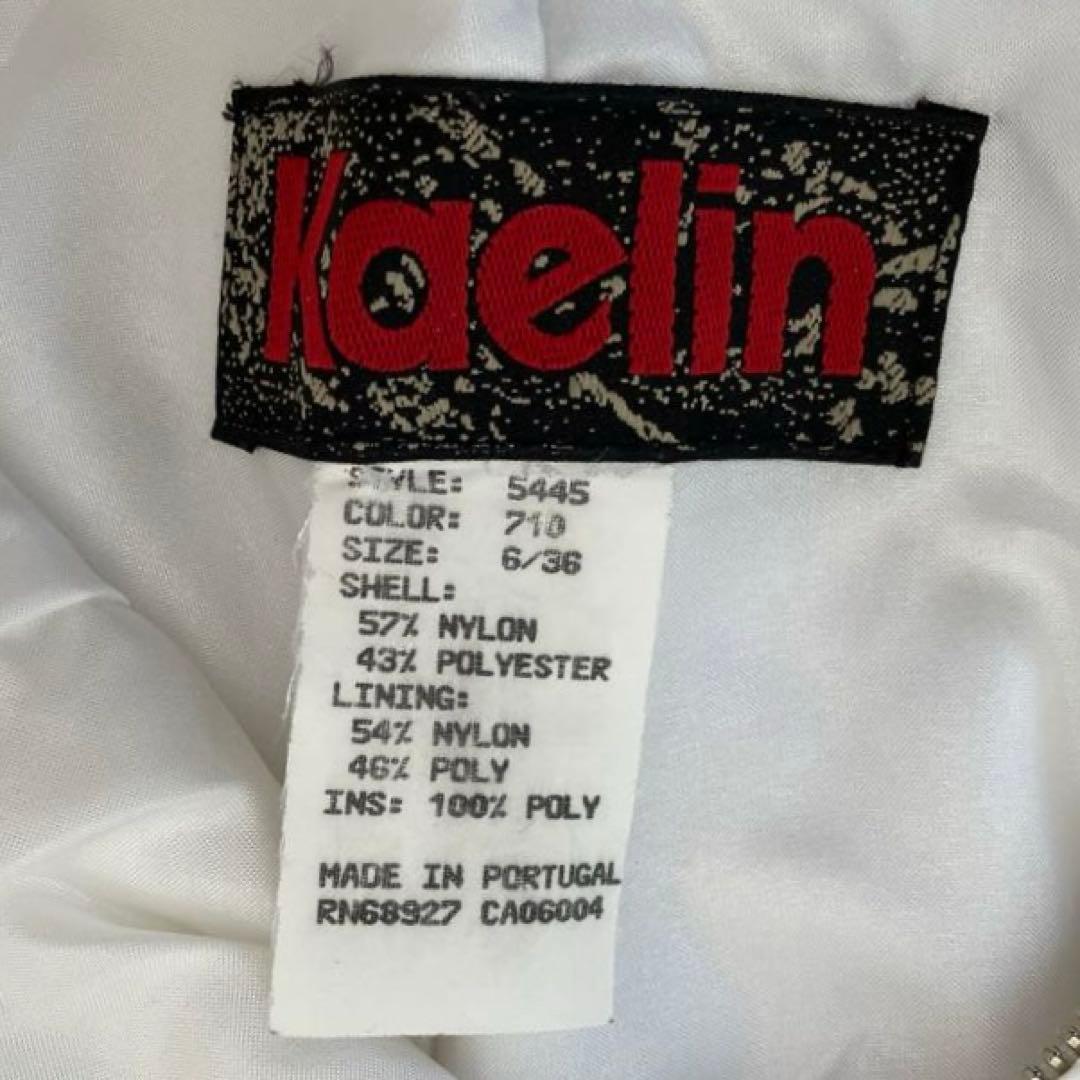 Kaelin
STYLE: 5445
COLOR: 710
SIZE: 6/36
SHELL:
57% NYLON
43% POLYESTER
LINING:
54% NYLON
46% POLY
INS: 100% POLY
MADE IN PORTUGAL
RN68927 CA06004